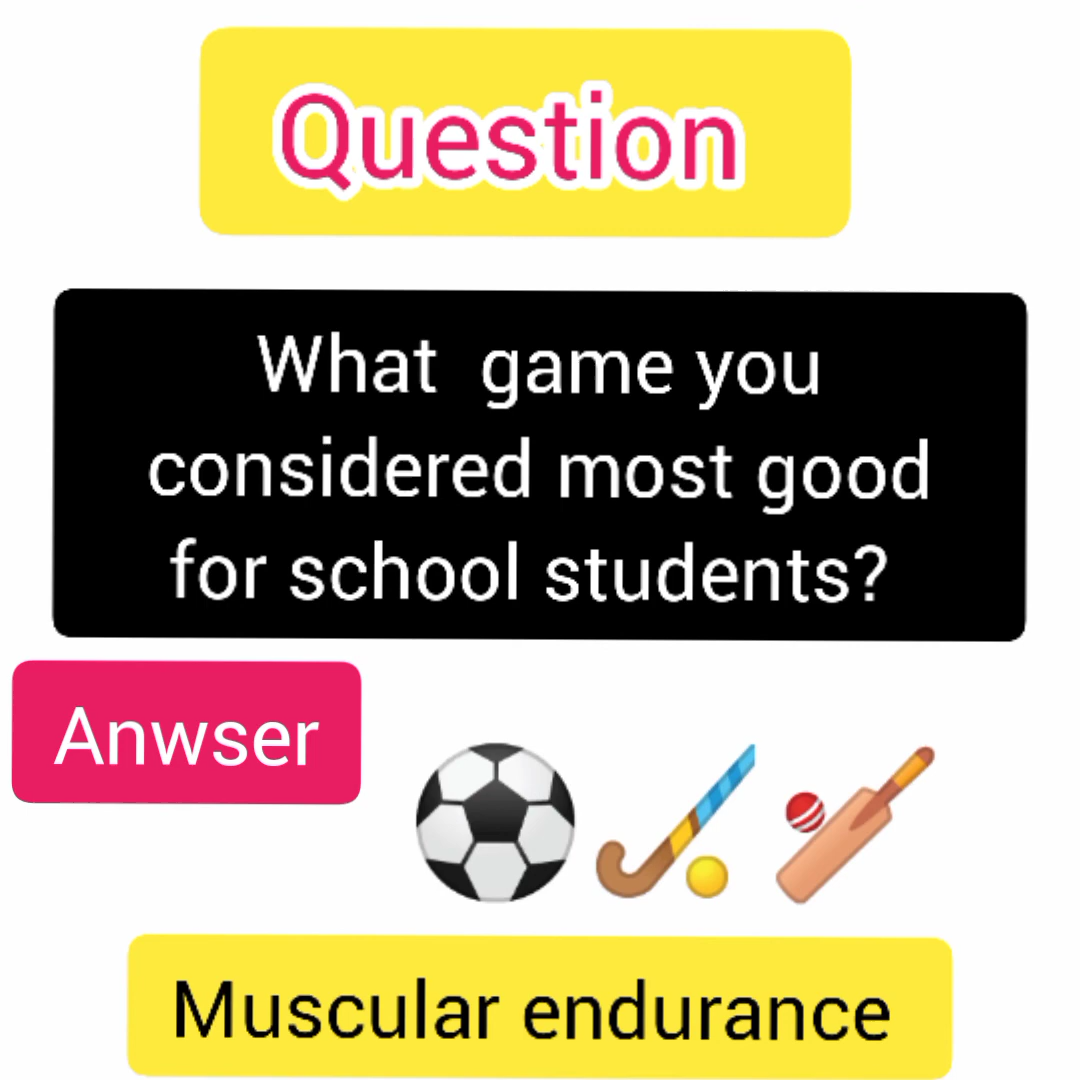 Question
What game you
considered most good
for school students?
Anwser
Muscular endurance